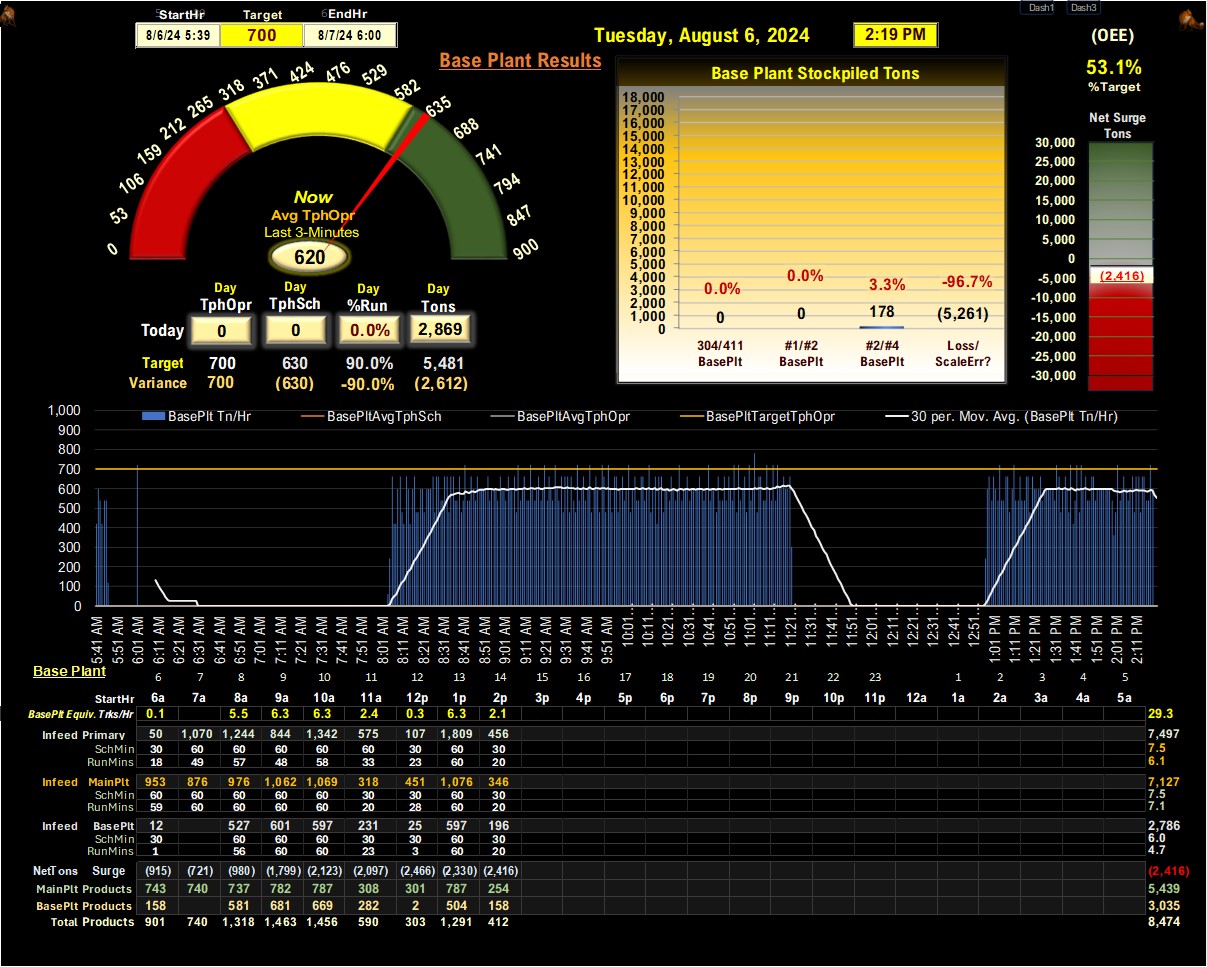 Dash1 Dash3
StartHr Target EndHr
8/6/24 5:39 700 8/7/24 6:00
Tuesday, August 6, 2024 2:19 PM
(OEE)
53.1%
%Target
Base Plant Results
0 53 106 159 212 265 318 371 424 476 529 582 635 688 741 794 847 900
Now
Avg TphOpr
Last 3-Minutes
620
Day Day Day Day
TphOpr TphSch %Run Tons
Today 0 0 0.0% 2,869
Target 700 630 90.0% 5,481
Variance 700 (630) -90.0% (2,612)
Base Plant Stockpiled Tons
18,000
17,000
16,000
15,000
14,000
13,000
12,000
11,000
10,000
9,000
8,000
7,000
6,000
5,000
4,000
3,000
2,000
1,000
0
0.0% 0.0% 3.3% -96.7%
0 0 178 (5,261)
304/411 #1/#2 #2/#4 Loss/
BasePlt BasePlt BasePlt ScaleErr?
Net Surge
Tons
30,000
25,000
20,000
15,000
10,000
5,000
0
-5,000
-10,000
-15,000
-20,000
-25,000
-30,000
(2,416)
BasePlt Tn/Hr BasePltAvgTphSch BasePltAvgTphOpr BasePltTargetTphOpr 30 per. Mov. Avg. (BasePlt Tn/Hr)
1,000
900
800
700
600
500
400
300
200
100
0
5:41 AM 5:51 AM 6:01 AM 6:11 AM 6:21 AM 6:33 AM 6:41 AM 6:51 AM 7:01 AM 7:11 AM 7:21 AM 7:31 AM 7:41 AM 7:51 AM 8:01 AM 8:11 AM 8:21 AM 8:31 AM 8:41 AM 8:51 AM 9:01 AM 9:11 AM 9:21 AM 9:31 AM 9:41 AM 9:51 AM 10:01... 10:11... 10:21... 10:31... 10:41... 10:51... 11:01... 11:11... 11:21... 11:31... 11:41... 11:51... 12:01... 12:11... 12:21... 12:31... 12:41... 12:51... 1:01 PM 1:11 PM 1:21 PM 1:31 PM 1:41 PM 1:51 PM 2:01 PM 2:11 PM
Base Plant
6 7 8 9 10 11 12 13 14 15 16 17 18 19 20 21 22 23 1 2 3 4 5
StartHr 6a 7a 8a 9a 10a 11a 12p 1p 2p 3p 4p 5p 6p 7p 8p 9p 10p 11p 12a 1a 2a 3a 4a 5a
BasePlt Equiv. Trks/Hr 0.1 5.5 6.3 6.3 2.4 0.3 6.3 2.1 29.3
Infeed Primary 50 1,070 1,244 844 1,342 575 107 1,809 456 7,497
SchMin 30 60 60 60 60 60 30 60 30 7.5
RunMins 18 49 57 48 58 33 23 60 20 6.1
Infeed MainPlt 953 876 976 1,062 1,069 318 451 1,076 346 7,127
SchMin 60 60 60 60 60 30 30 60 30 7.5
RunMins 59 60 60 60 60 20 28 60 20 7.1
Infeed BasePlt 12 527 601 597 231 25 597 196 2,786
SchMin 30 60 60 60 30 30 60 30 6.0
RunMins 1 56 60 60 23 3 60 20 4.7
NetTons Surge (915) (721) (980) (1,799) (2,123) (2,097) (2,466) (2,330) (2,416) (2,416)
MainPlt Products 743 740 737 782 787 308 301 787 254 5,439
BasePlt Products 158 581 681 669 282 2 504 158 3,035
Total Products 901 740 1,318 1,463 1,456 590 303 1,291 412 8,474